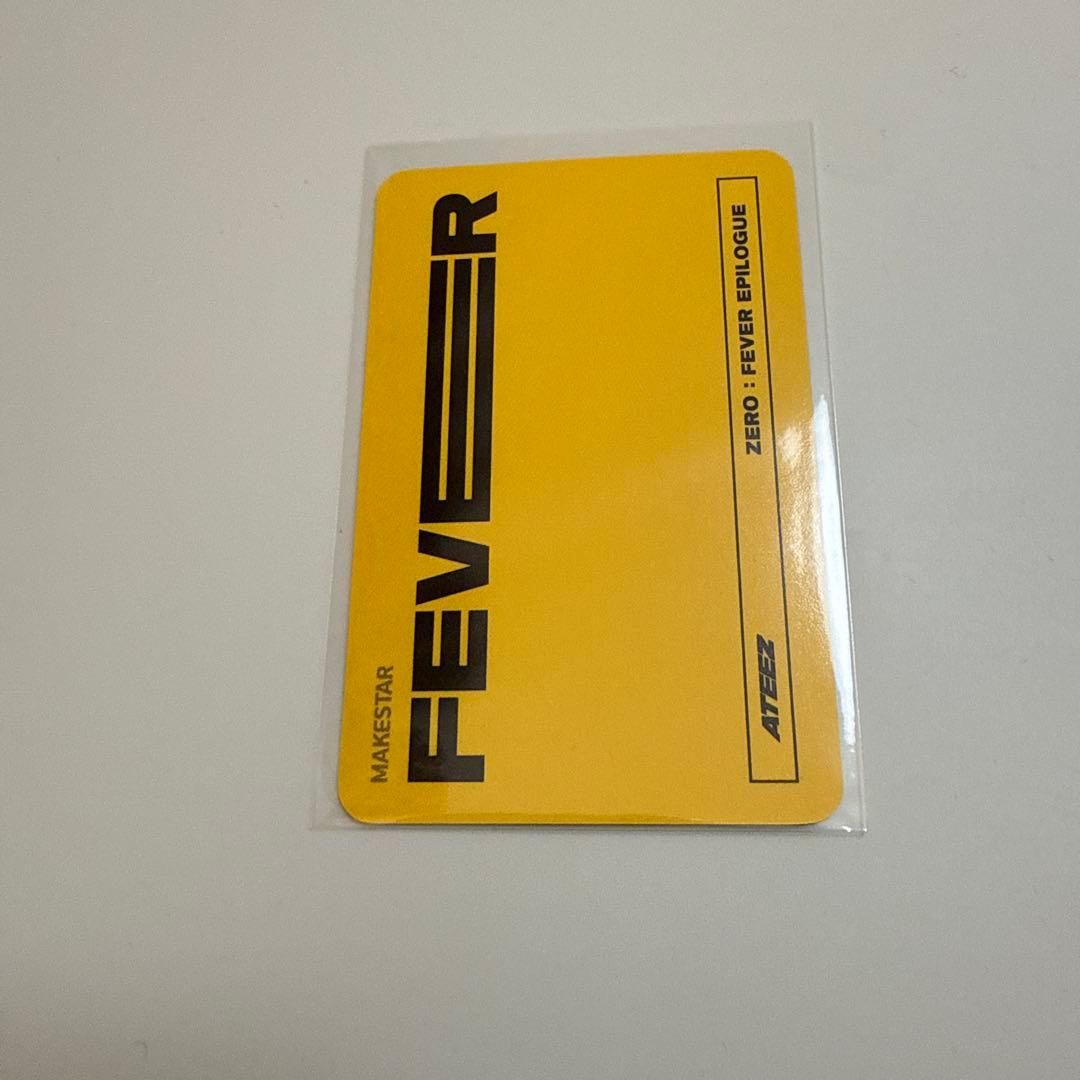 MAKESTAR
FEVER
ATEEZ
ZERO : FEVER EPILOGUE